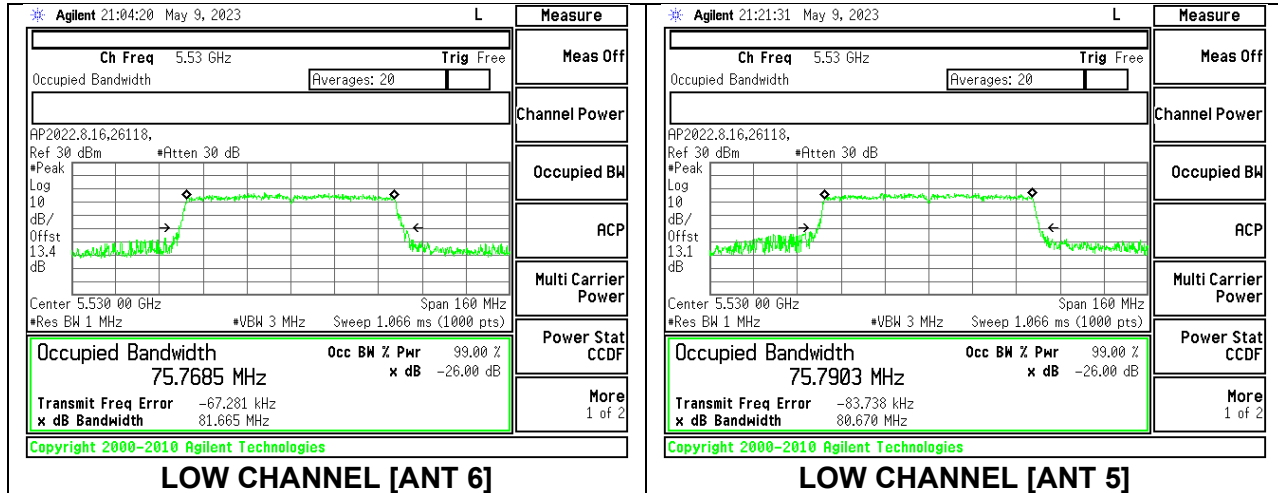 Agilent 21:04:20 May 9, 2023 L
Measure
Ch Freq 5.53 GHz Trig Free
Occupied Bandwidth Averages: 20
AP2022.8.16,26118,
Ref 30 dBm #Atten 30 dB
#Peak
Log
10
dB/
Offst
13.4
dB
Center 5.530 00 GHz Span 160 MHz
#Res BW 1 MHz #VBW 3 MHz Sweep 1.066 ms (1000 pts)
Occupied Bandwidth Occ BW % Pwr 99.00 %
75.7685 MHz x dB -26.00 dB
Transmit Freq Error -67.281 kHz
x dB Bandwidth 81.665 MHz
Copyright 2000-2010 Agilent Technologies
Meas Off
Channel Power
Occupied BW
ACP
Multi Carrier
Power
Power Stat
CCDF
More
1 of 2
LOW CHANNEL [ANT 6]
Agilent 21:21:31 May 9, 2023 L
Measure
Ch Freq 5.53 GHz Trig Free
Occupied Bandwidth Averages: 20
AP2022.8.16,26118,
Ref 30 dBm #Atten 30 dB
#Peak
Log
10
dB/
Offst
13.1
dB
Center 5.530 00 GHz Span 160 MHz
#Res BW 1 MHz #VBW 3 MHz Sweep 1.066 ms (1000 pts)
Occupied Bandwidth Occ BW % Pwr 99.00 %
75.7903 MHz x dB -26.00 dB
Transmit Freq Error -83.738 kHz
x dB Bandwidth 80.670 MHz
Copyright 2000-2010 Agilent Technologies
Meas Off
Channel Power
Occupied BW
ACP
Multi Carrier
Power
Power Stat
CCDF
More
1 of 2
LOW CHANNEL [ANT 5]